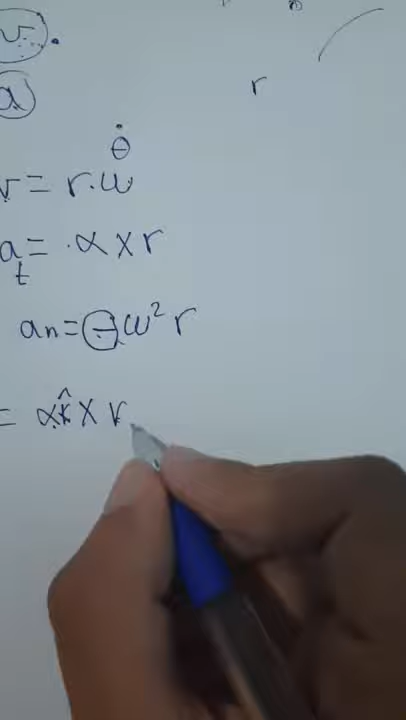 v.
a
r
θ̇
v = r.ω
a_t = .α × r
a_n = -ω² r
= αk̂ × r